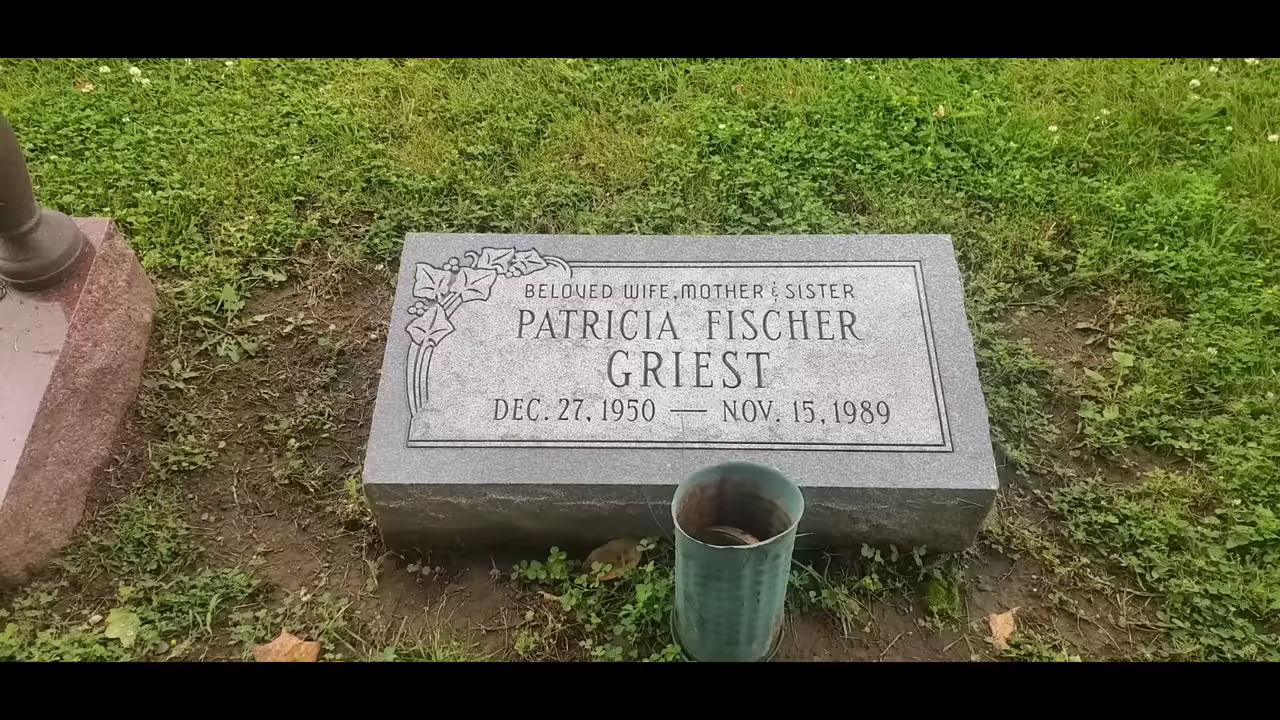 BELOVED WIFE, MOTHER & SISTER
PATRICIA FISCHER
GRIEST
DEC. 27, 1950 — NOV. 15, 1989